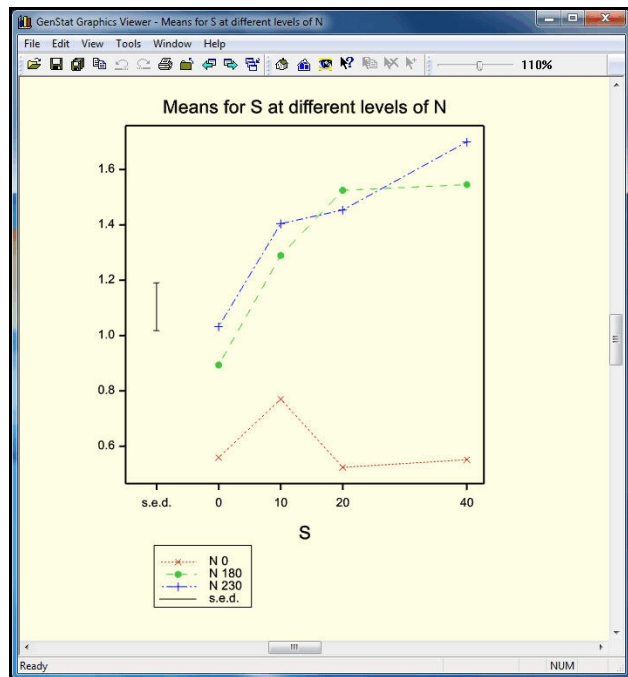 GenStat Graphics Viewer - Means for S at different levels of N
File Edit View Tools Window Help
110%
Means for S at different levels of N
1.6
1.4
1.2
1.0
0.8
0.6
s.e.d. 0 10 20 40
S
N 0
N 180
N 230
s.e.d.
Ready NUM